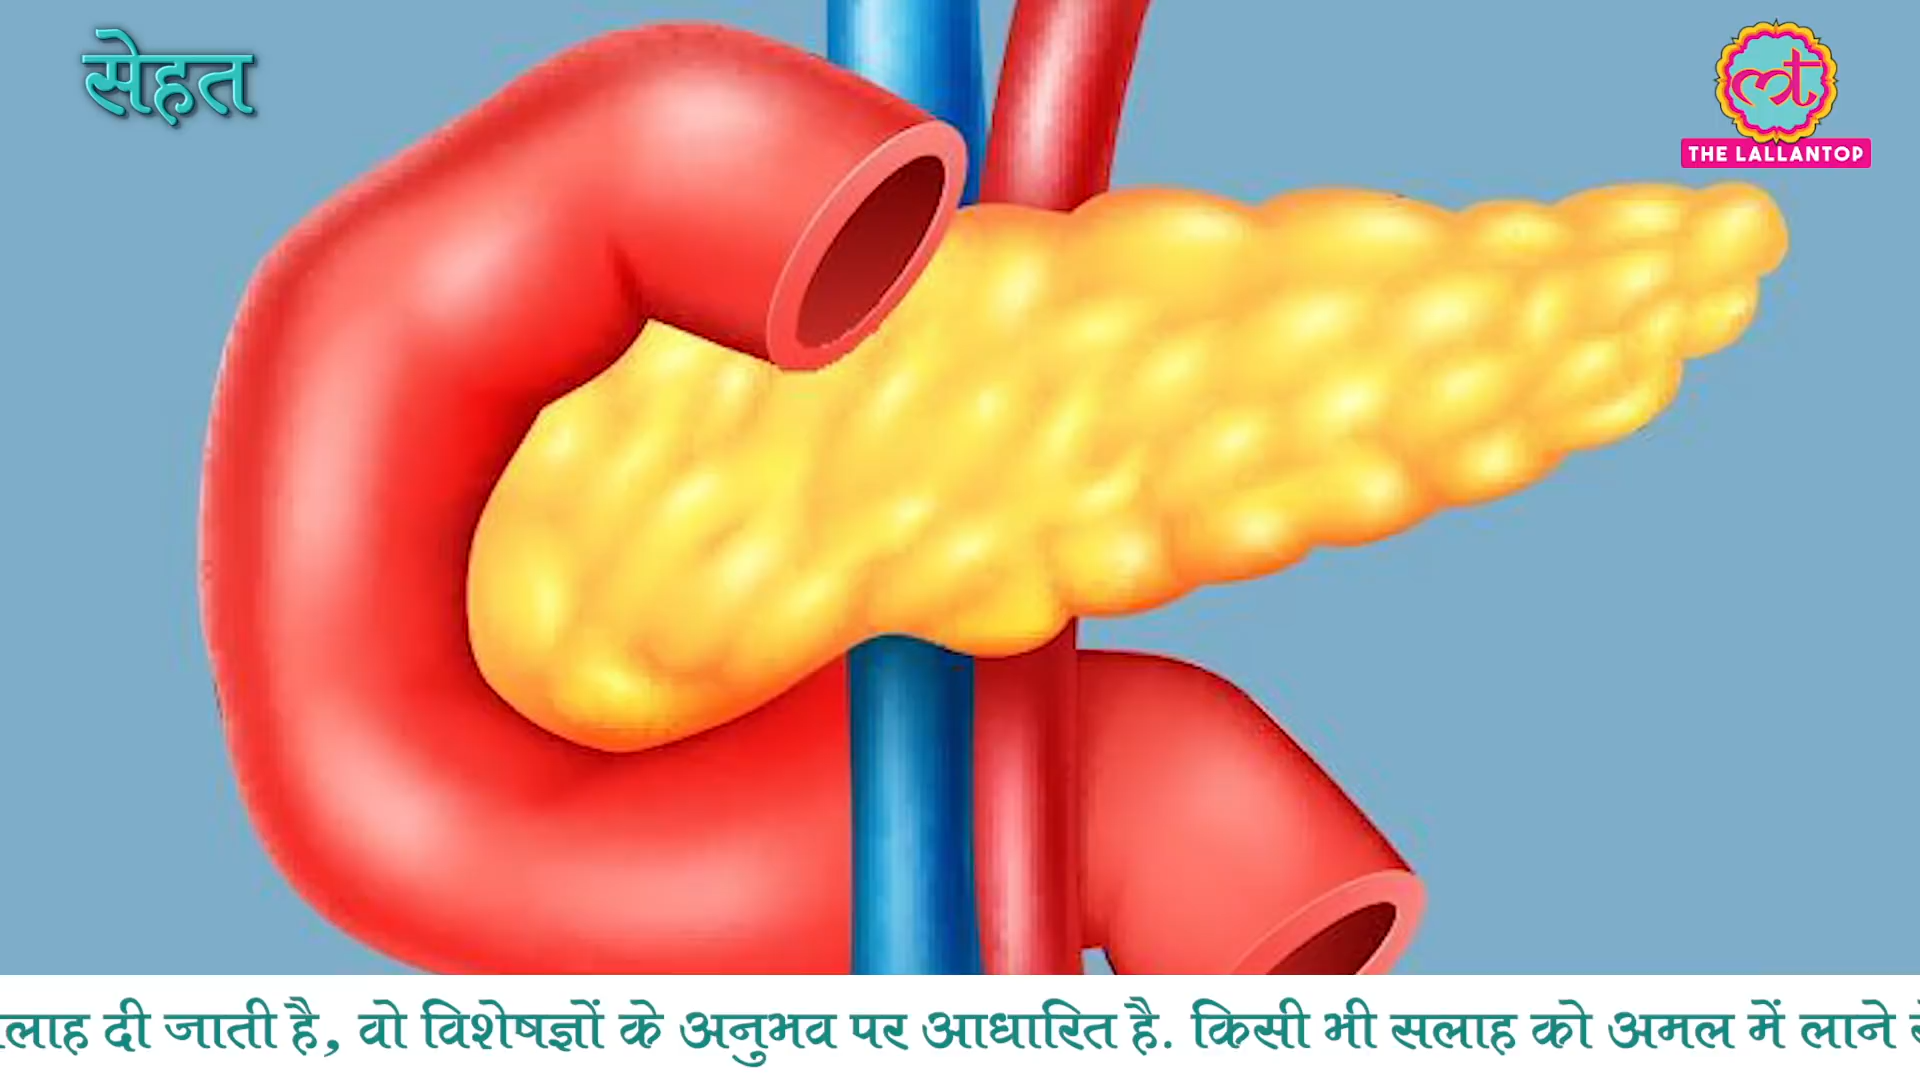 सेहत
THE LALLANTOP
दी जाती है, वो विशेषज्ञों के अनुभव पर आधारित है. किसी भी सलाह को अमल में लाने